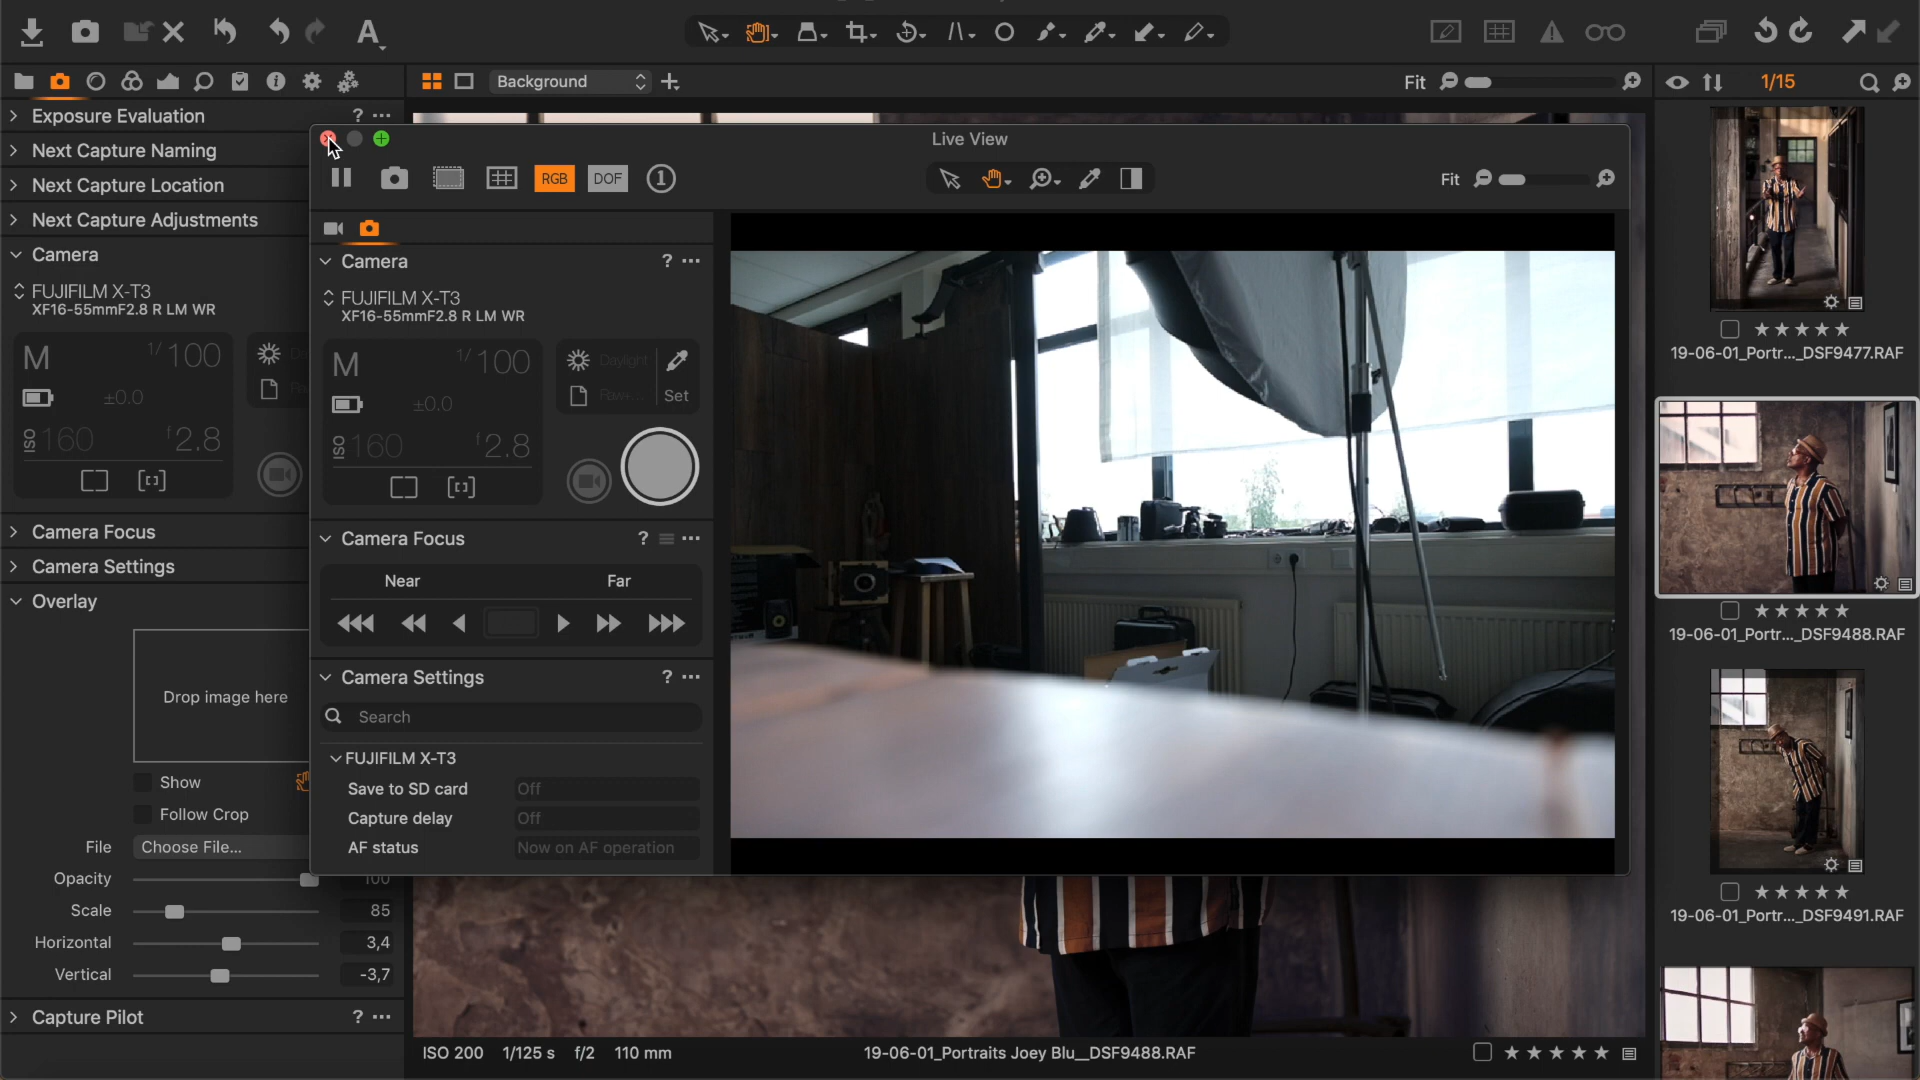 A
Background
Fit
1/15
Exposure Evaluation
?
Next Capture Naming
Next Capture Location
Next Capture Adjustments
Camera
FUJIFILM X-T3
XF16-55mmF2.8 R LM WR
M
1/100
±0.0
ISO 160
f2.8
Camera Focus
Camera Settings
Overlay
Drop image here
Show
Follow Crop
File
Choose File...
Opacity
100
Scale
85
Horizontal
3,4
Vertical
-3,7
Capture Pilot
?
Live View
RGB
DOF
1
Fit
Camera
?
FUJIFILM X-T3
XF16-55mmF2.8 R LM WR
M
1/100
Daylight
±0.0
Raw+...
Set
ISO 160
f2.8
Camera Focus
?
Near
Far
Camera Settings
?
Search
FUJIFILM X-T3
Save to SD card
Off
Capture delay
Off
AF status
Now on AF operation
19-06-01_Portr..._DSF9477.RAF
19-06-01_Portr..._DSF9488.RAF
19-06-01_Portr..._DSF9491.RAF
ISO 200 1/125 s f/2 110 mm
19-06-01_Portraits Joey Blu__DSF9488.RAF